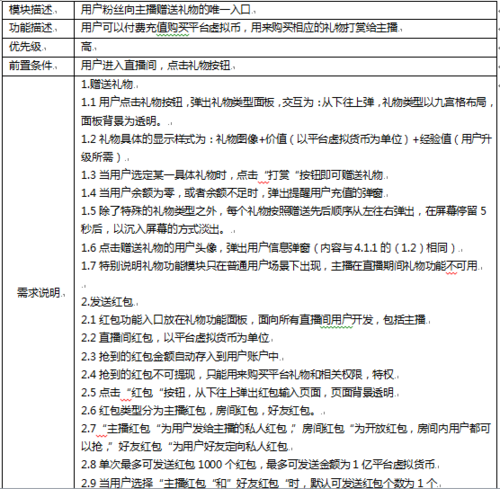 模块描述 用户粉丝向主播赠送礼物的唯一入口
功能描述 用户可以付费充值购买平台虚拟币，用来购买相应的礼物打赏给主播
优先级 高
前置条件 用户进入直播间，点击礼物按钮
需求说明
1.赠送礼物
1.1 用户点击礼物按钮，弹出礼物类型面板，交互为：从下往上弹，礼物类型以九宫格布局，
面板背景为透明。
1.2 礼物具体的显示样式为：礼物图像+价值（以平台虚拟货币为单位）+经验值（用户升
级所需）
1.3 当用户选定某一具体礼物时，点击“打赏“按钮即可赠送礼物
1.4 当用户余额为零，或者余额不足时，弹出提醒用户充值的弹窗
1.5 除了特殊的礼物类型之外，每个礼物按照赠送先后顺序从左往右弹出，在屏幕停留 5
秒后，以沉入屏幕的方式淡出。
1.6 点击赠送礼物的用户头像，弹出用户信息弹窗（内容与 4.1.1 的（1.2）相同）
1.7 特别说明礼物功能模块只在普通用户场景下出现，主播在直播期间礼物功能不可用
2.发送红包
2.1 红包功能入口放在礼物功能面板，面向所有直播间用户开发，包括主播
2.2 直播间红包，以平台虚拟货币为单位
2.3 抢到的红包金额自动存入到用户账户中
2.4 抢到的红包不可提现，只能用来购买平台礼物和相关权限，特权
2.5 点击“红包“按钮，从下往上弹出红包输入页面，页面背景透明
2.6 红包类型分为主播红包，房间红包，好友红包。
2.7“主播红包“为用户发给主播的私人红包，”房间红包“为开放红包，房间内用户都可
以抢，”好友红包“为用户好友定向私人红包
2.8 单次最多可发送红包 1000 个红包，最多可发送金额为 1 亿平台虚拟货币
2.9 当用户选择“主播红包“和”好友红包“时，默认可发送红包个数为 1 个